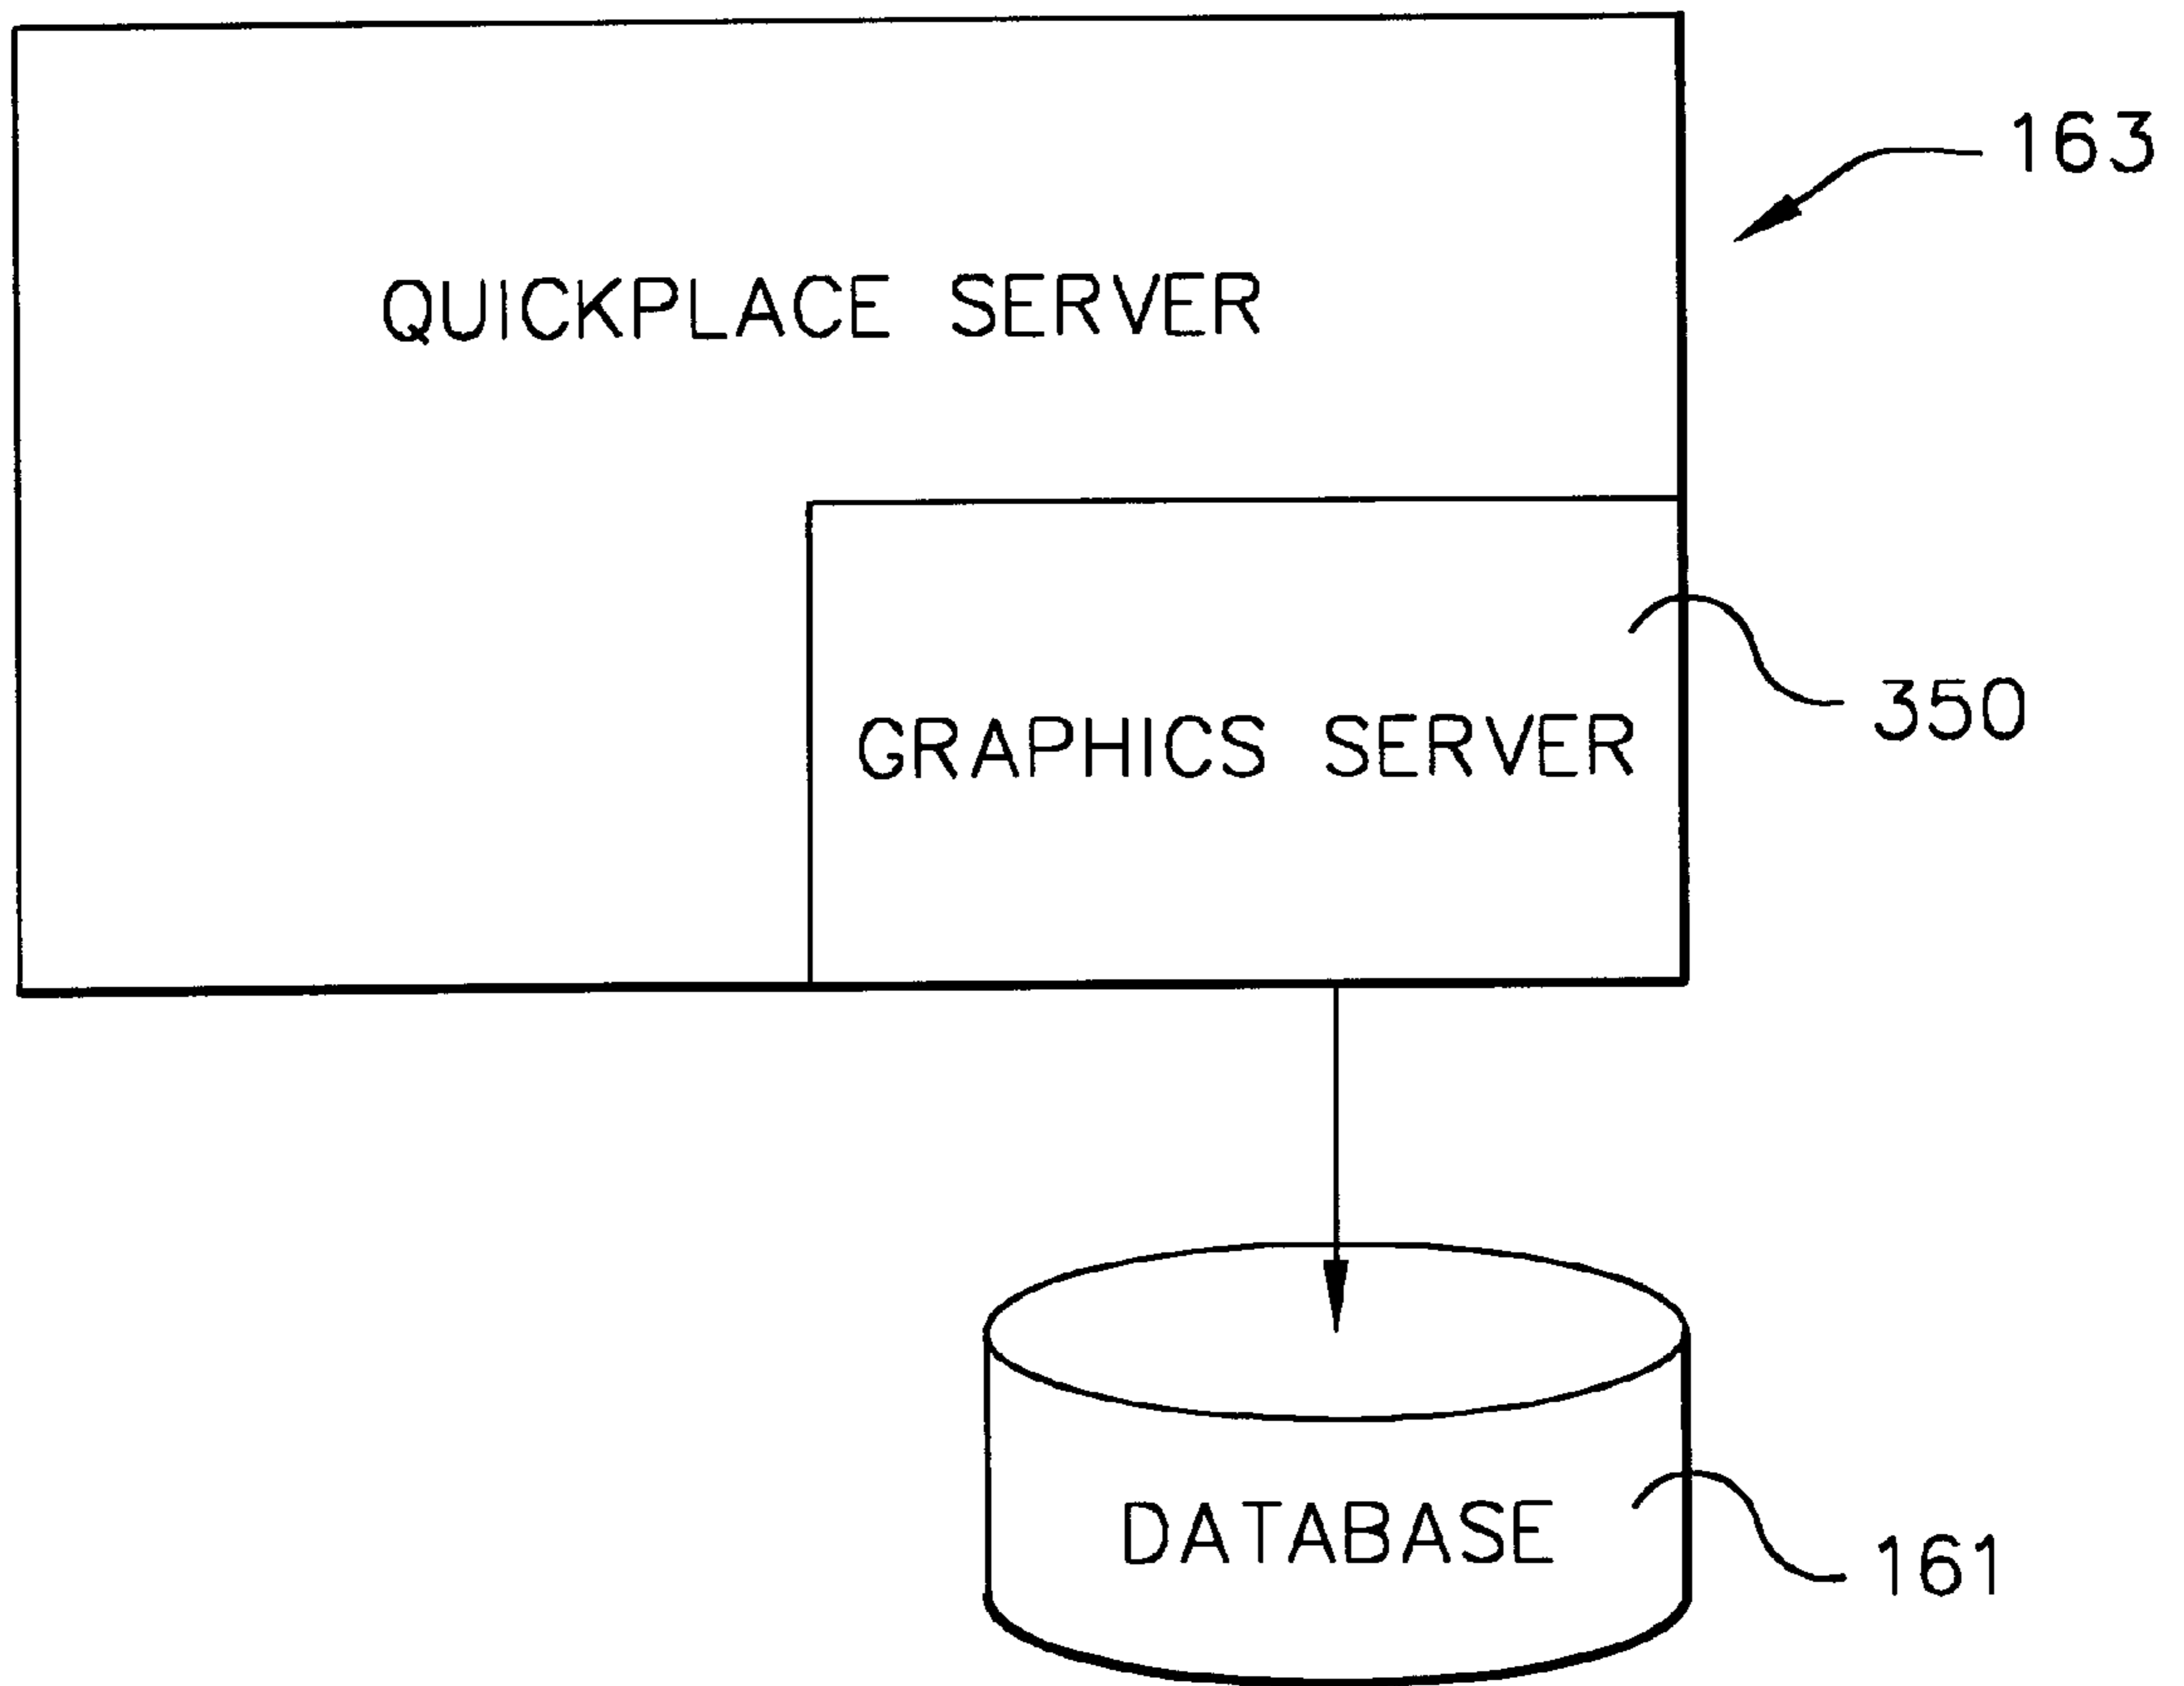 163
QUICKPLACE SERVER
350
GRAPHICS SERVER
DATABASE
161